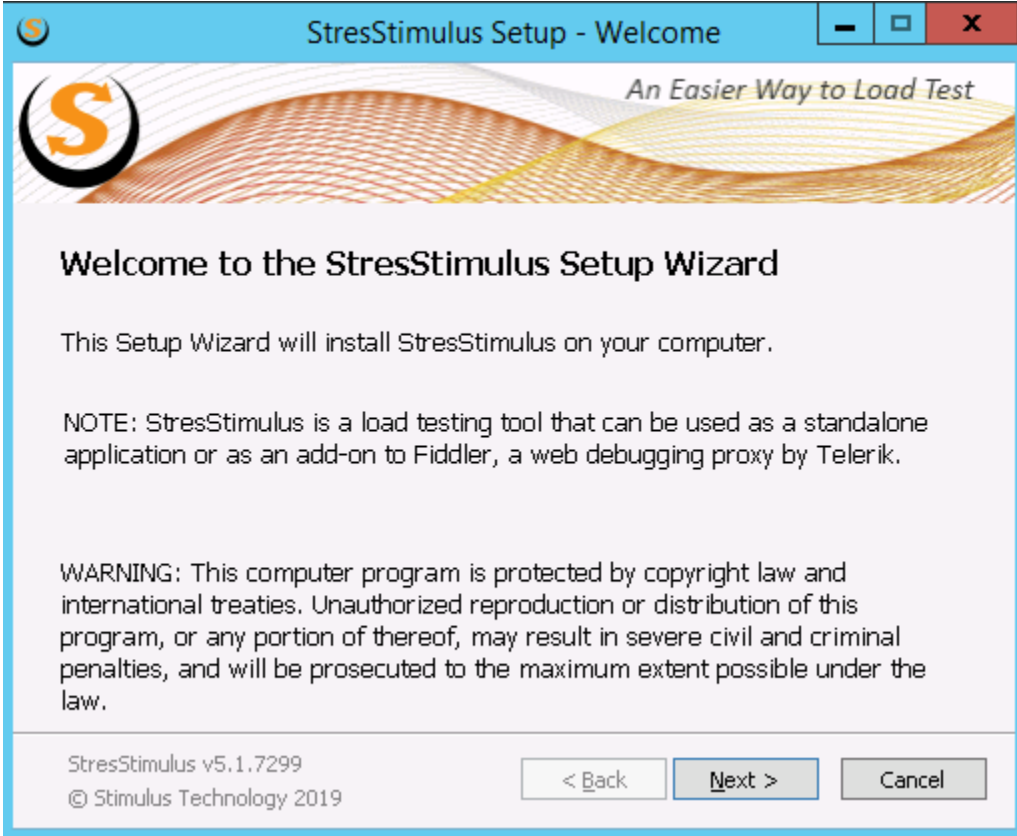 StresStimulus Setup - Welcome
S
An Easier Way to Load Test
S
Welcome to the StresStimulus Setup Wizard
This Setup Wizard will install StresStimulus on your computer.
NOTE: StresStimulus is a load testing tool that can be used as a standalone
application or as an add-on to Fiddler, a web debugging proxy by Telerik.
WARNING: This computer program is protected by copyright law and
international treaties. Unauthorized reproduction or distribution of this
program, or any portion of thereof, may result in severe civil and criminal
penalties, and will be prosecuted to the maximum extent possible under the
law.
StresStimulus v5.1.7299
© Stimulus Technology 2019
< Back
Next >
Cancel